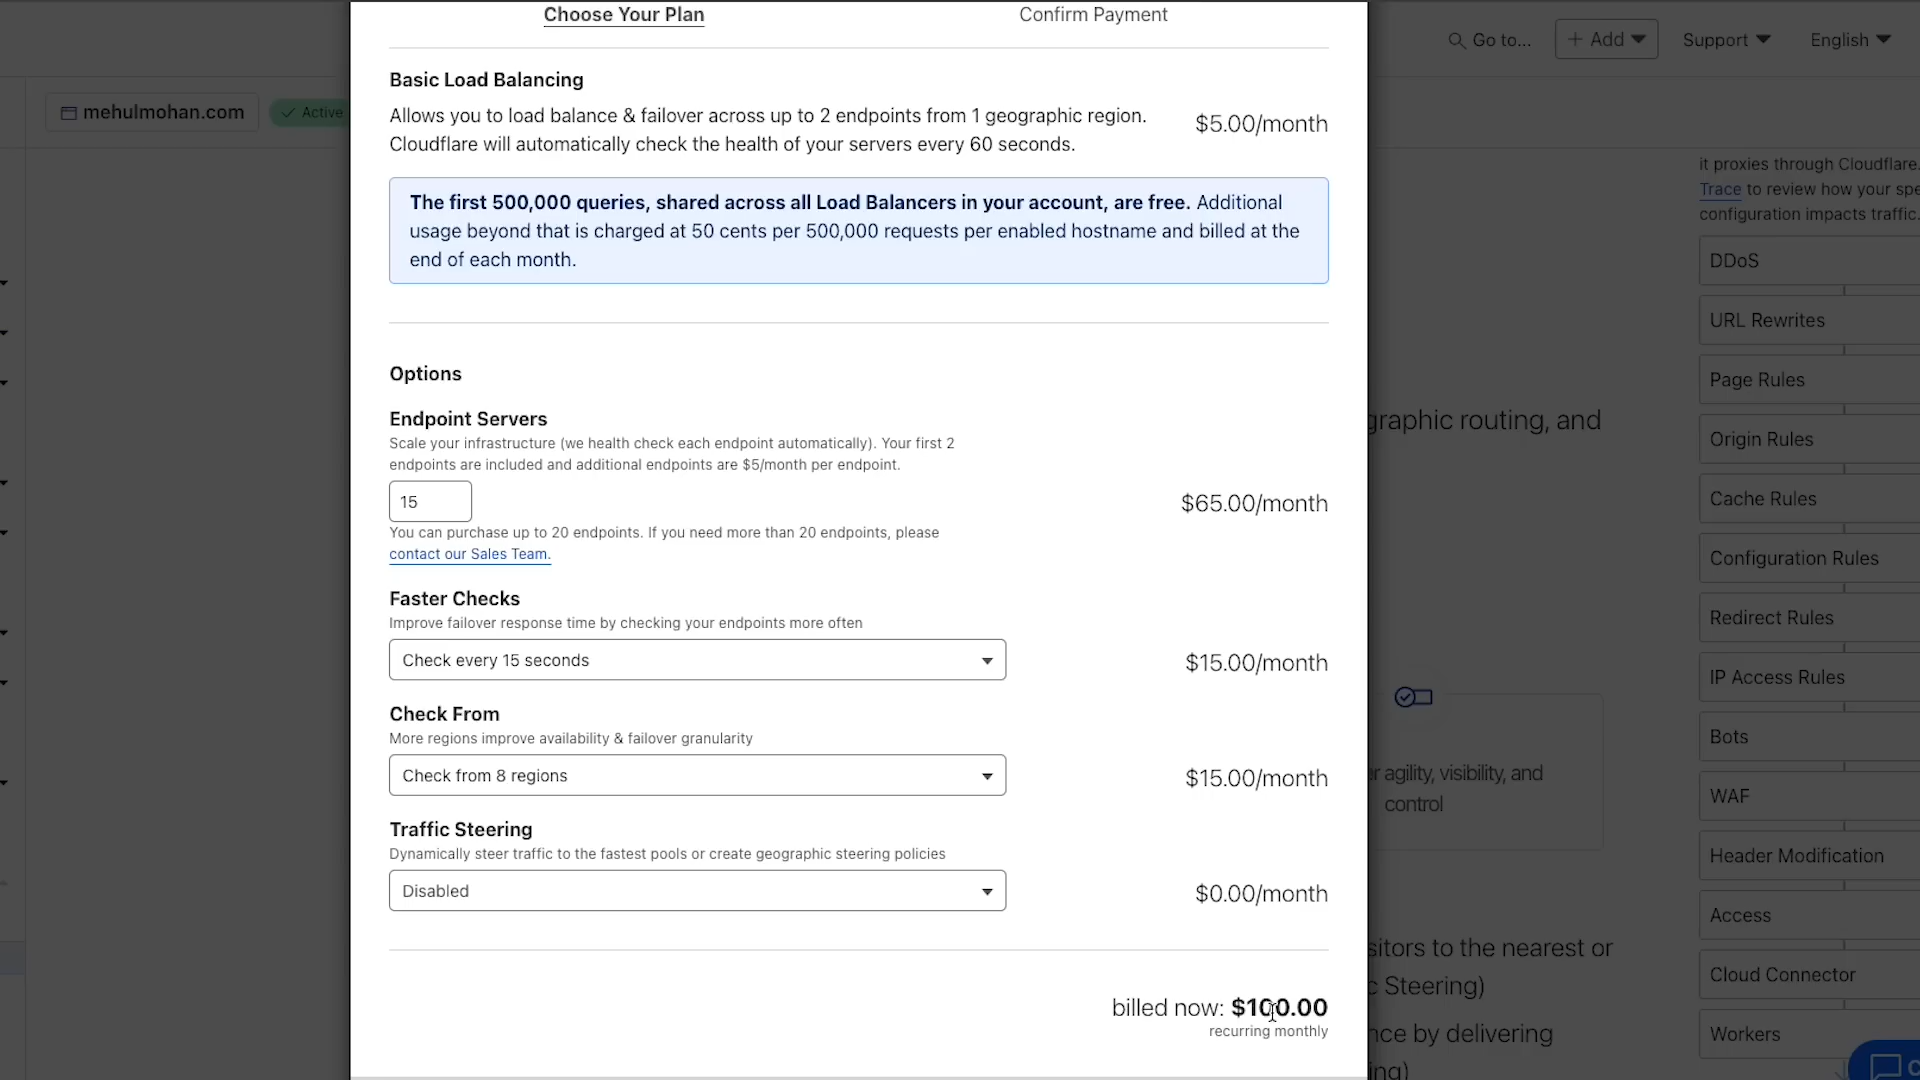 Choose Your Plan
Confirm Payment
Go to...
+ Add
Support
English
mehulmohan.com
Active
Basic Load Balancing
Allows you to load balance & failover across up to 2 endpoints from 1 geographic region.
Cloudflare will automatically check the health of your servers every 60 seconds.
$5.00/month
The first 500,000 queries, shared across all Load Balancers in your account, are free. Additional
usage beyond that is charged at 50 cents per 500,000 requests per enabled hostname and billed at the
end of each month.
Options
Endpoint Servers
Scale your infrastructure (we health check each endpoint automatically). Your first 2
endpoints are included and additional endpoints are $5/month per endpoint.
15
$65.00/month
You can purchase up to 20 endpoints. If you need more than 20 endpoints, please
contact our Sales Team.
Faster Checks
Improve failover response time by checking your endpoints more often
Check every 15 seconds
$15.00/month
Check From
More regions improve availability & failover granularity
Check from 8 regions
$15.00/month
Traffic Steering
Dynamically steer traffic to the fastest pools or create geographic steering policies
Disabled
$0.00/month
billed now: $100.00
recurring monthly
graphic routing, and
r agility, visibility, and
control
sitors to the nearest or
c Steering)
nce by delivering
ing)
it proxies through Cloudflare.
Trace to review how your spe
configuration impacts traffic.
DDoS
URL Rewrites
Page Rules
Origin Rules
Cache Rules
Configuration Rules
Redirect Rules
IP Access Rules
Bots
WAF
Header Modification
Access
Cloud Connector
Workers